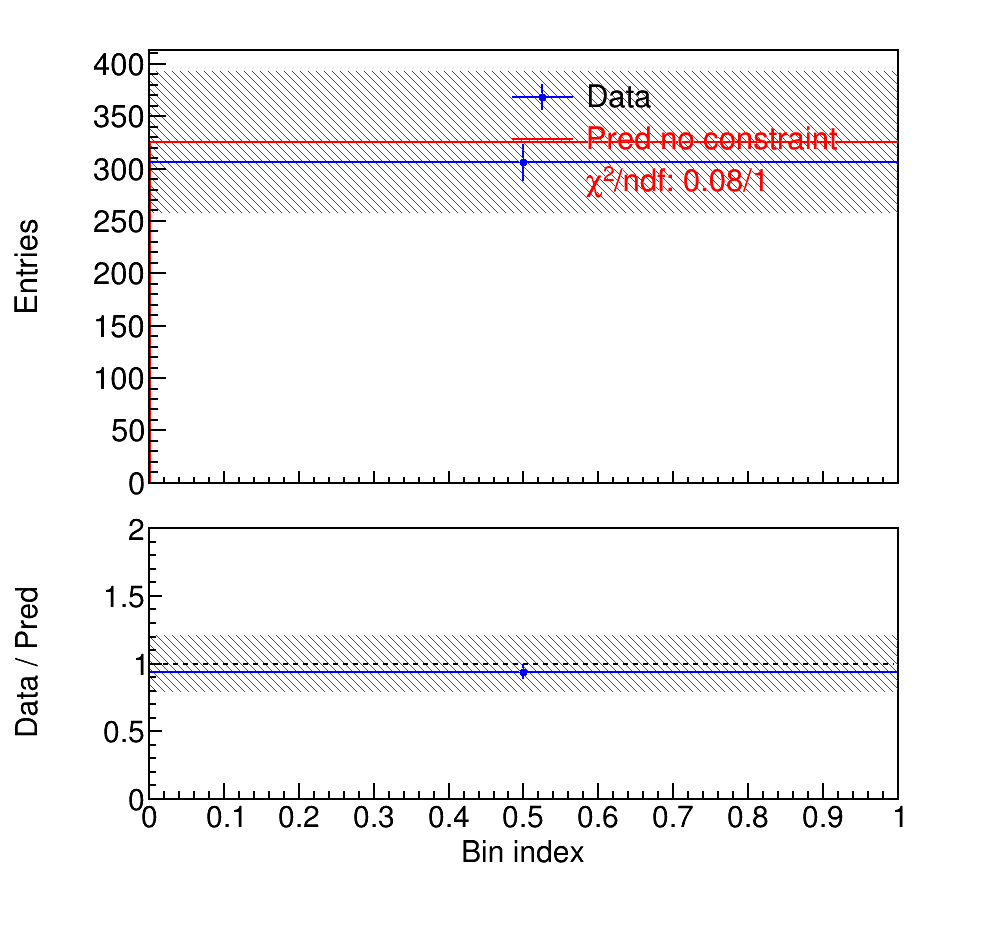 400
350
300
250
200
150
100
50
0
Entries
Data
Pred no constraint
χ²/ndf: 0.08/1
2
1.5
1
0.5
0
Data / Pred
0 0.1 0.2 0.3 0.4 0.5 0.6 0.7 0.8 0.9 1
Bin index